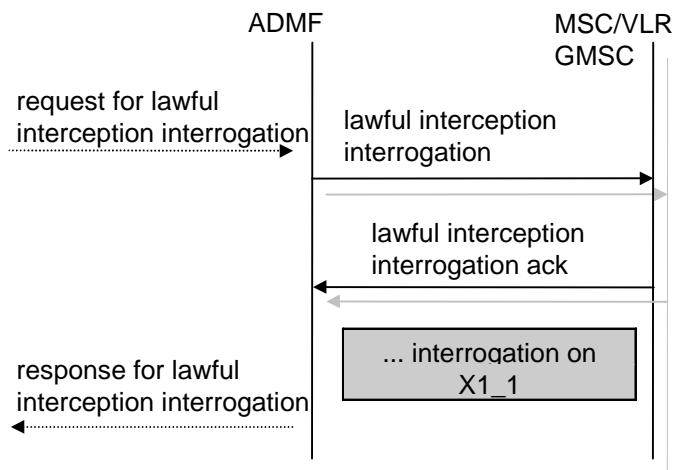 ADMF
MSC/VLR
GMSC
request for lawful
interception interrogation
lawful interception
interrogation
lawful interception
interrogation ack
... interrogation on
X1_1
response for lawful
interception interrogation